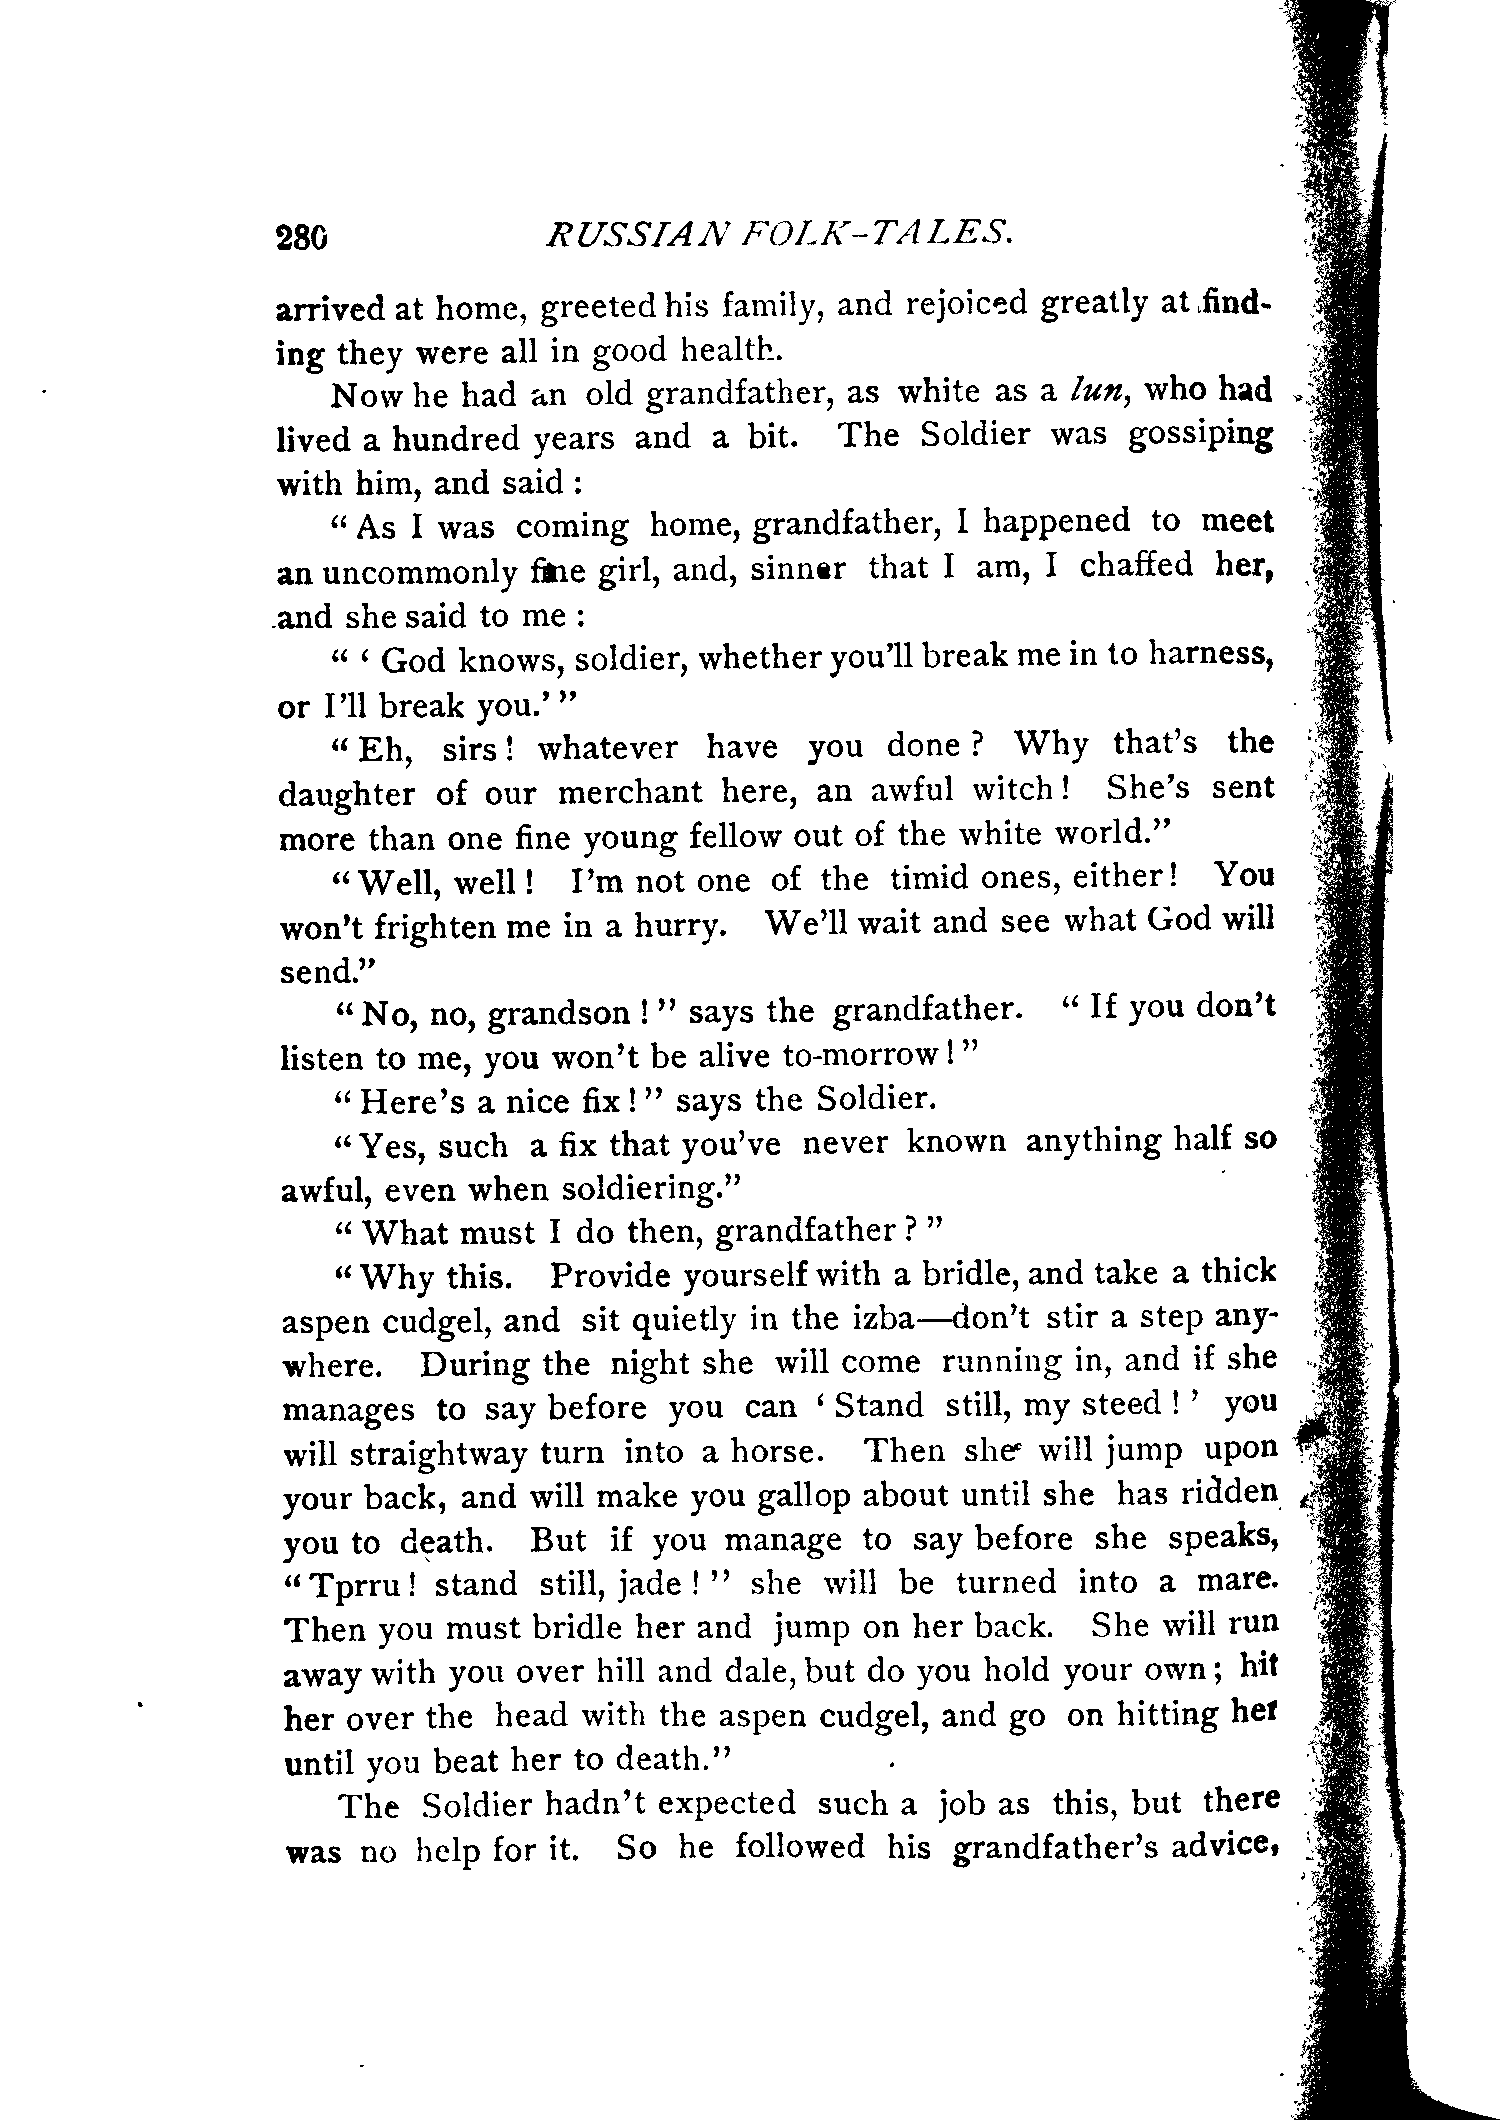 280 RUSSIAN FOLK-TALES.
arrived at home, greeted his family, and rejoiced greatly at find-
ing they were all in good health.
Now he had an old grandfather, as white as a lun, who had
lived a hundred years and a bit. The Soldier was gossiping
with him, and said :
“ As I was coming home, grandfather, I happened to meet
an uncommonly fine girl, and, sinner that I am, I chaffed her,
and she said to me :
“ ‘ God knows, soldier, whether you’ll break me in to harness,
or I’ll break you.’ ”
“ Eh, sirs ! whatever have you done ? Why that’s the
daughter of our merchant here, an awful witch ! She’s sent
more than one fine young fellow out of the white world.”
“ Well, well ! I’m not one of the timid ones, either ! You
won’t frighten me in a hurry. We’ll wait and see what God will
send.”
“ No, no, grandson ! ” says the grandfather. “ If you don’t
listen to me, you won’t be alive to-morrow ! ”
“ Here’s a nice fix ! ” says the Soldier.
“ Yes, such a fix that you’ve never known anything half so
awful, even when soldiering.”
“ What must I do then, grandfather ? ”
“ Why this. Provide yourself with a bridle, and take a thick
aspen cudgel, and sit quietly in the izba—don’t stir a step any-
where. During the night she will come running in, and if she
manages to say before you can ‘ Stand still, my steed ! ’ you
will straightway turn into a horse. Then she will jump upon
your back, and will make you gallop about until she has ridden
you to death. But if you manage to say before she speaks,
“ Tprru ! stand still, jade ! ” she will be turned into a mare.
Then you must bridle her and jump on her back. She will run
away with you over hill and dale, but do you hold your own ; hit
her over the head with the aspen cudgel, and go on hitting her
until you beat her to death.”
The Soldier hadn’t expected such a job as this, but there
was no help for it. So he followed his grandfather’s advice,